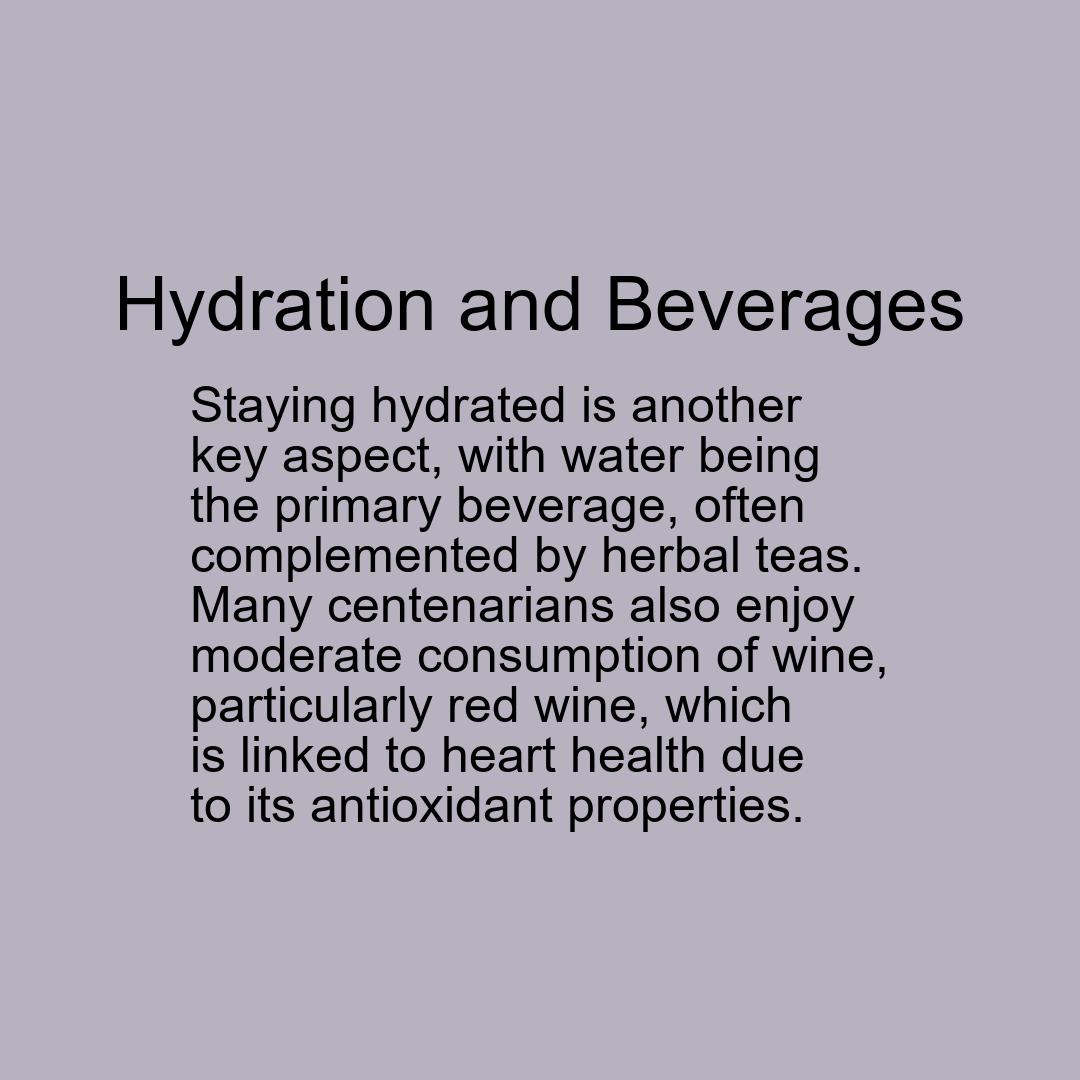 Hydration and Beverages
Staying hydrated is another
key aspect, with water being
the primary beverage, often
complemented by herbal teas.
Many centenarians also enjoy
moderate consumption of wine,
particularly red wine, which
is linked to heart health due
to its antioxidant properties.